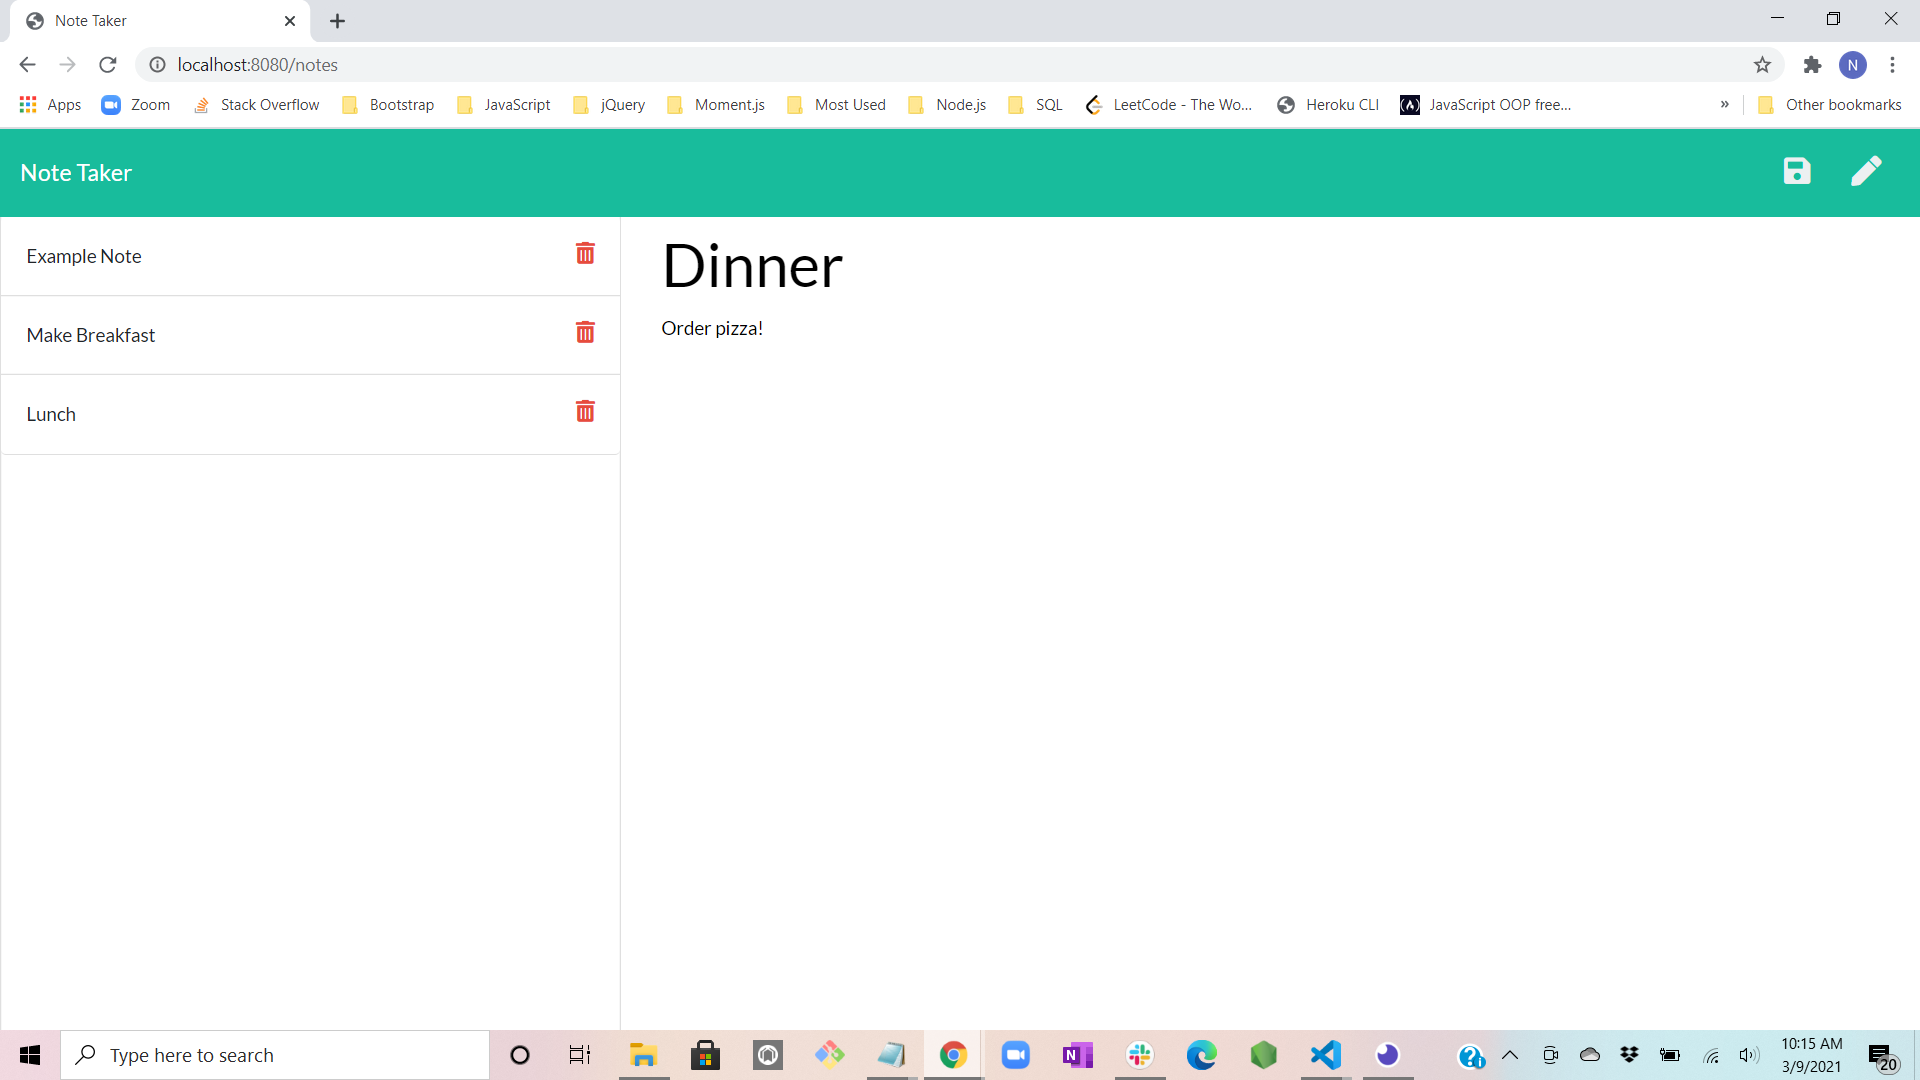 Note Taker
localhost:8080/notes
N
Apps Zoom Stack Overflow Bootstrap JavaScript jQuery Moment.js Most Used Node.js SQL LeetCode - The Wo... Heroku CLI JavaScript OOP free... » Other bookmarks
Note Taker
Example Note
Make Breakfast
Lunch
Dinner
Order pizza!
Type here to search
10:15 AM
3/9/2021
20